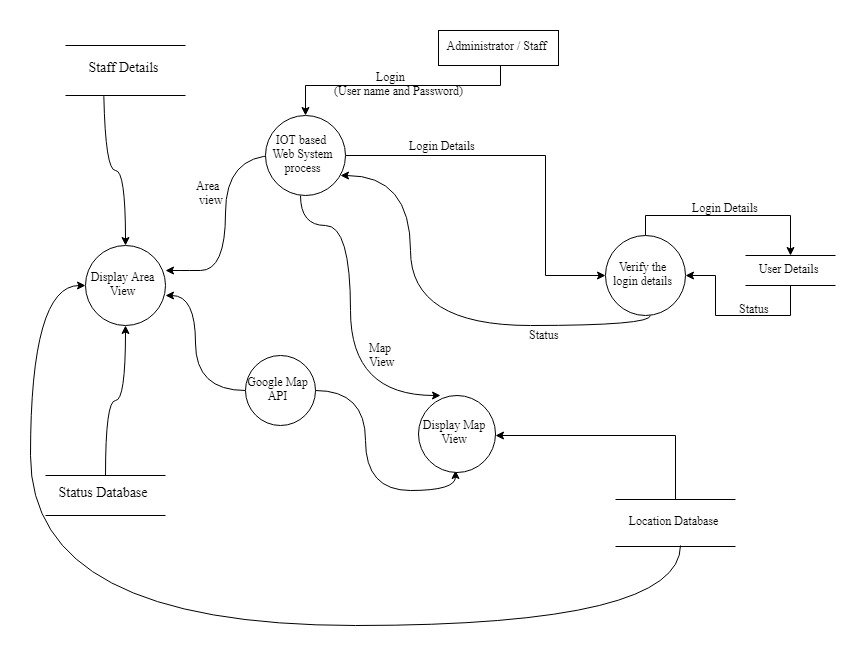 Administrator / Staff
Staff Details
Login
(User name and Password)
IOT based
Web System
process
Login Details
Area
view
Login Details
Verify the
login details
User Details
Display Area
View
Status
Status
Map
View
Google Map
API
Display Map
View
Status Database
Location Database